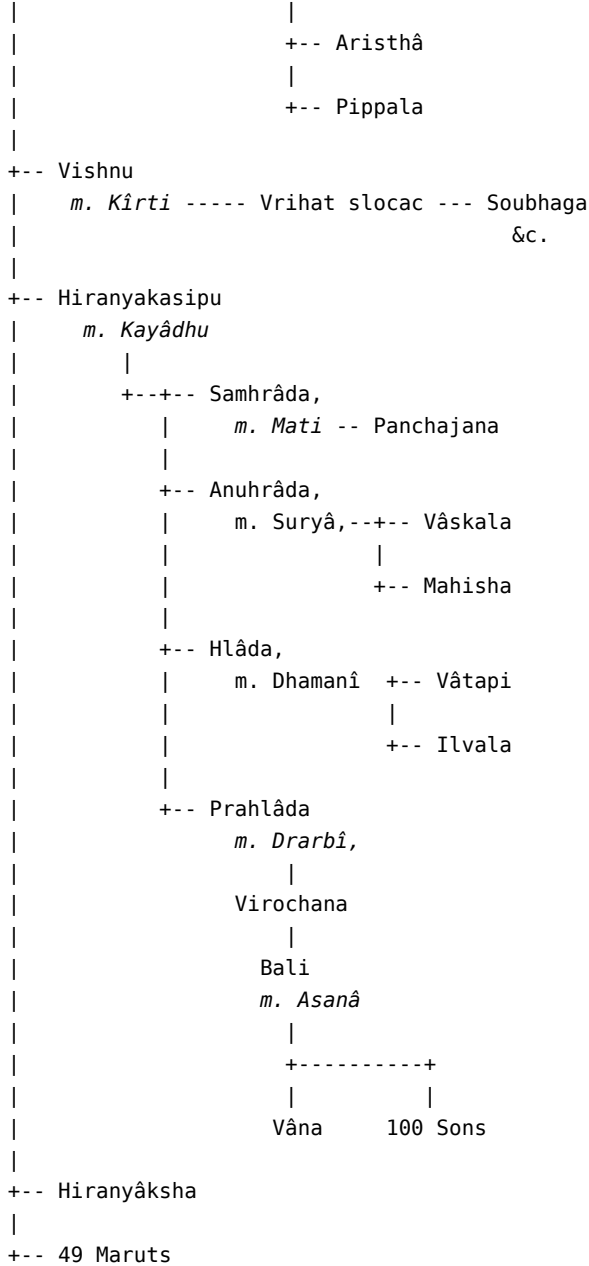 |                          |
|                          +-- Aristhâ
|                          |
|                          +-- Pippala
|
+-- Vishnu
|    m. Kîrti ----- Vrihat slocac --- Soubhaga
|                                               &c.
|
+-- Hiranyakasipu
|      m. Kayâdhu
|          |
|          +--+-- Samhrâda,
|             |     m. Mati -- Panchajana
|             |
|             +-- Anuhrâda,
|             |     m. Suryâ,--+-- Vâskala
|             |                   |
|             |                   +-- Mahisha
|             |
|             +-- Hlâda,
|             |     m. Dhamanî  +-- Vâtapi
|             |                    |
|             |                    +-- Ilvala
|             |
|             +-- Prahlâda
|                    m. Drarbî,
|                         |
|                    Virochana
|                         |
|                       Bali
|                       m. Asanâ
|                         |
|                         +----------+
|                         |            |
|                        Vâna     100 Sons
|
+-- Hiranyâksha
|
+-- 49 Maruts